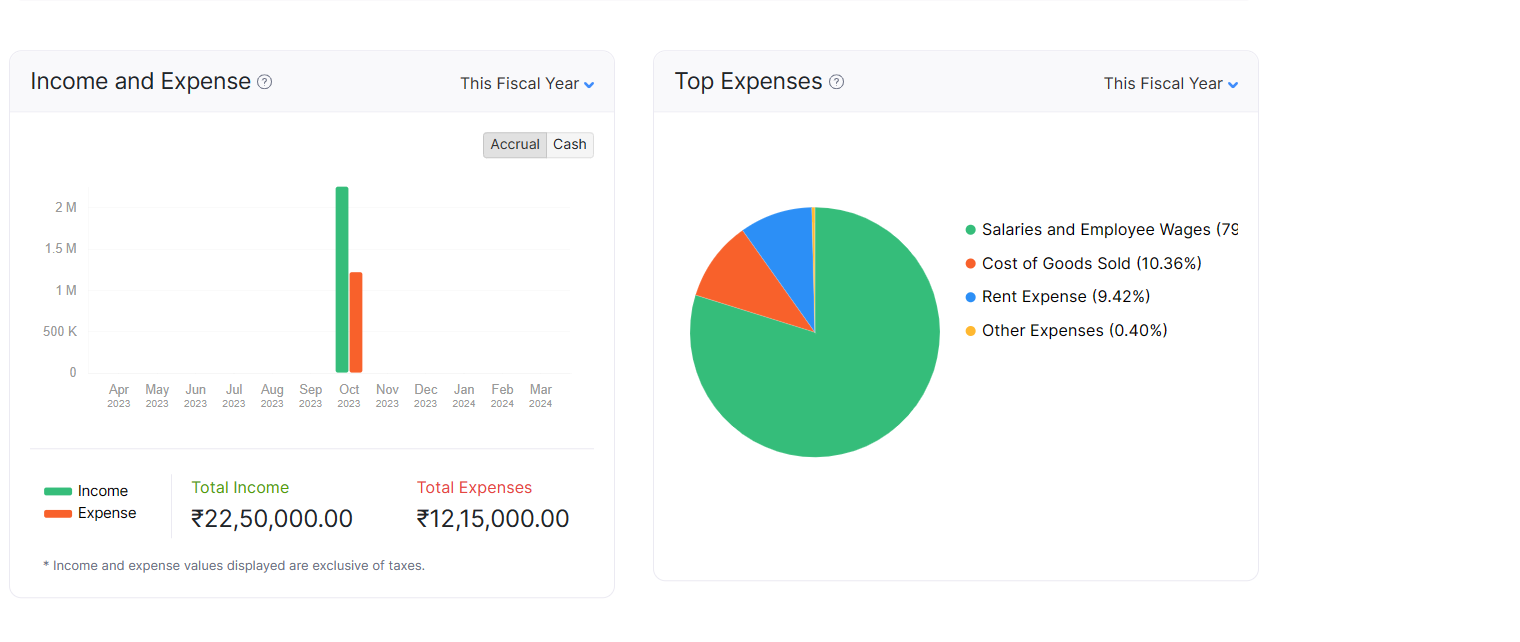 Income and Expense ?
This Fiscal Year
Accrual Cash
2 M
1.5 M
1 M
500 K
0
Apr May Jun Jul Aug Sep Oct Nov Dec Jan Feb Mar
2023 2023 2023 2023 2023 2023 2023 2023 2023 2024 2024 2024
Income
Expense
Total Income
₹22,50,000.00
Total Expenses
₹12,15,000.00
* Income and expense values displayed are exclusive of taxes.
Top Expenses ?
This Fiscal Year
Salaries and Employee Wages (79
Cost of Goods Sold (10.36%)
Rent Expense (9.42%)
Other Expenses (0.40%)